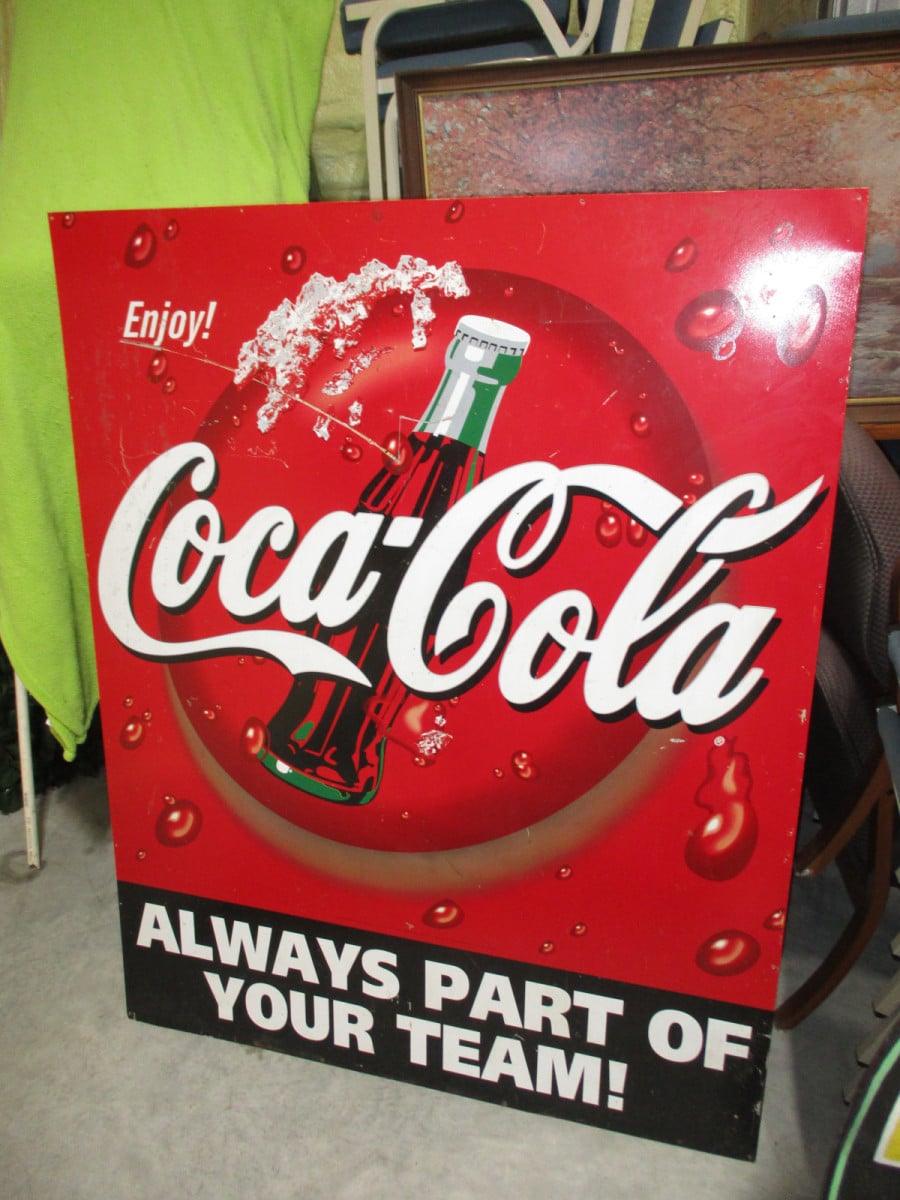 Enjoy!
Coca-Cola
®
ALWAYS PART OF
YOUR TEAM!